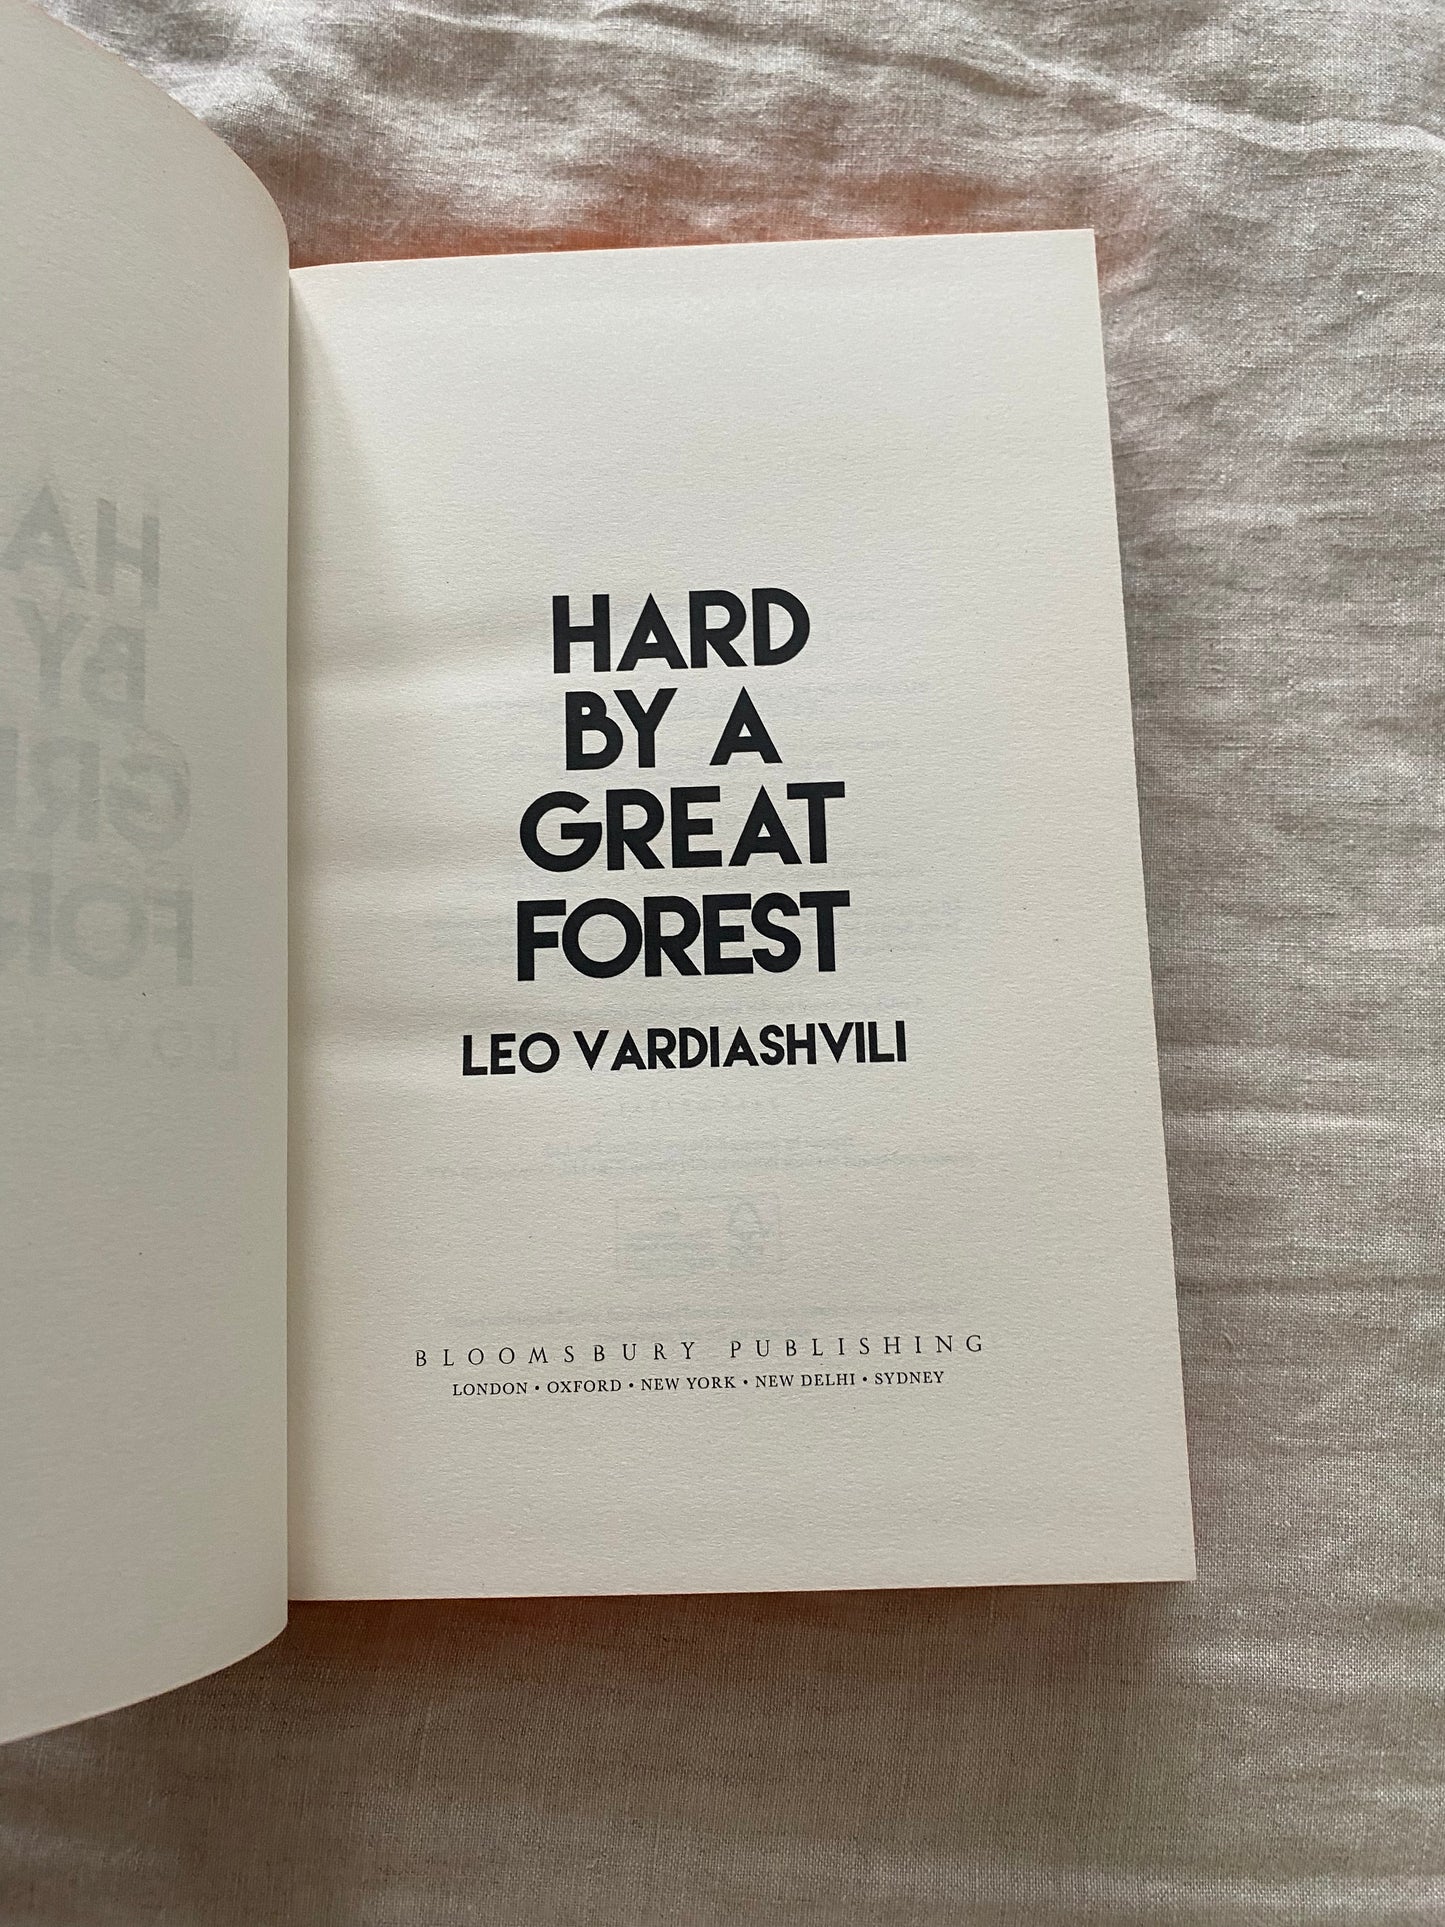 HARD
BY A
GREAT
FOREST
LEO VARDIASHVILI
BLOOMSBURY PUBLISHING
LONDON • OXFORD • NEW YORK • NEW DELHI • SYDNEY